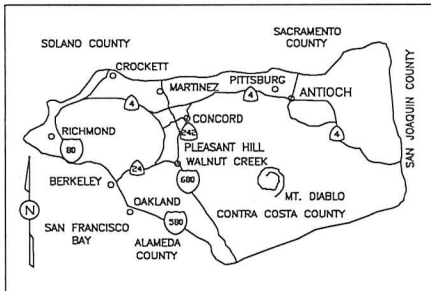 SOLANO COUNTY
SACRAMENTO
COUNTY
CROCKETT
MARTINEZ
PITTSBURG
ANTIOCH
SAN JOAQUIN COUNTY
4
4
CONCORD
242
4
RICHMOND
80
PLEASANT HILL
WALNUT CREEK
24
680
BERKELEY
MT. DIABLO
OAKLAND
CONTRA COSTA COUNTY
N
580
SAN FRANCISCO
BAY
ALAMEDA
COUNTY